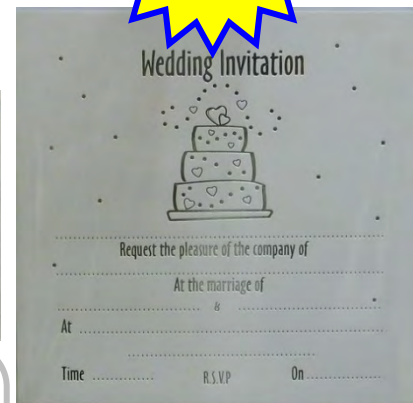 Wedding Invitation
Request the pleasure of the company of
At the marriage of
&
At
Time R.S.V.P On